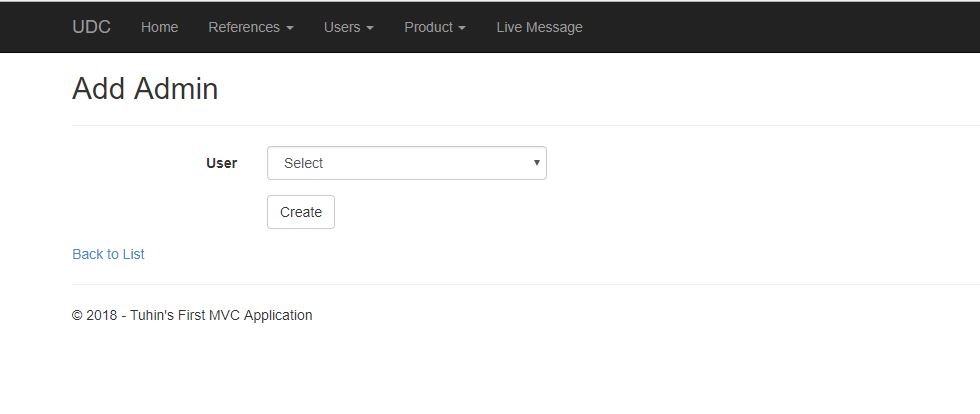 UDC Home References Users Product Live Message
Add Admin
User Select
Create
Back to List
© 2018 - Tuhin's First MVC Application